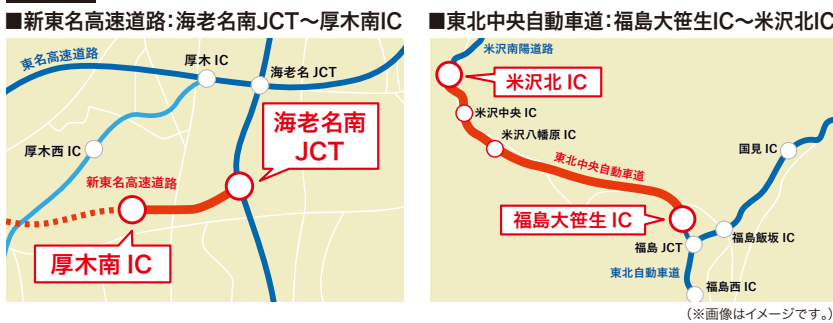 ■新東名高速道路：海老名南JCT〜厚木南IC
東名高速道路
厚木 IC
海老名 JCT
海老名南
JCT
厚木西 IC
新東名高速道路
厚木南 IC
■東北中央自動車道：福島大笹生IC〜米沢北IC
米沢南陽道路
米沢北 IC
米沢中央 IC
米沢八幡原 IC
国見 IC
東北中央自動車道
福島大笹生 IC
福島 JCT
福島飯坂 IC
東北自動車道
福島西 IC
（※画像はイメージです。）